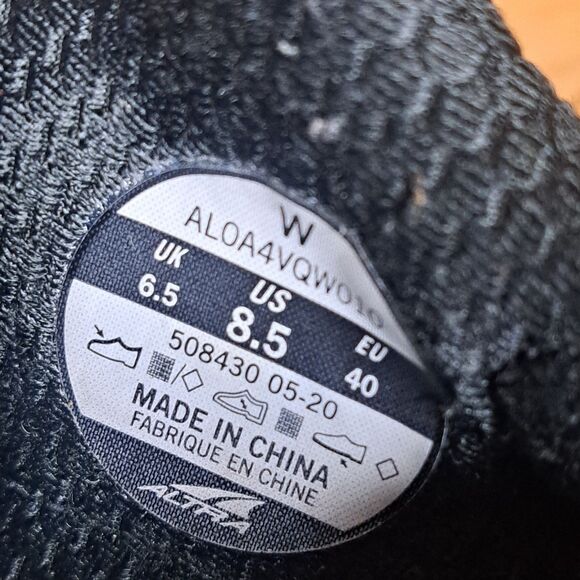 W
AL0A4VQW010
UK US EU
6.5 8.5 40
508430 05-20
MADE IN CHINA
FABRIQUE EN CHINE
ALTRA